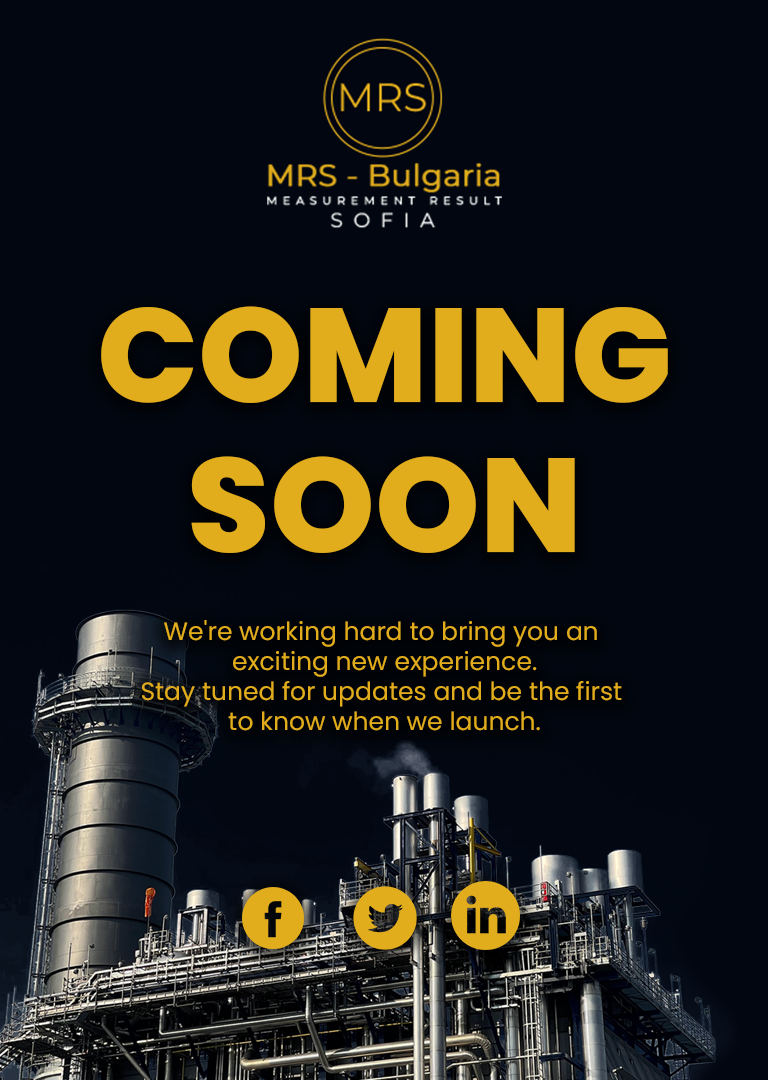 MRS
MRS - Bulgaria
MEASUREMENT RESULT
SOFIA
COMING
SOON
We're working hard to bring you an
exciting new experience.
Stay tuned for updates and be the first
to know when we launch.
f
in